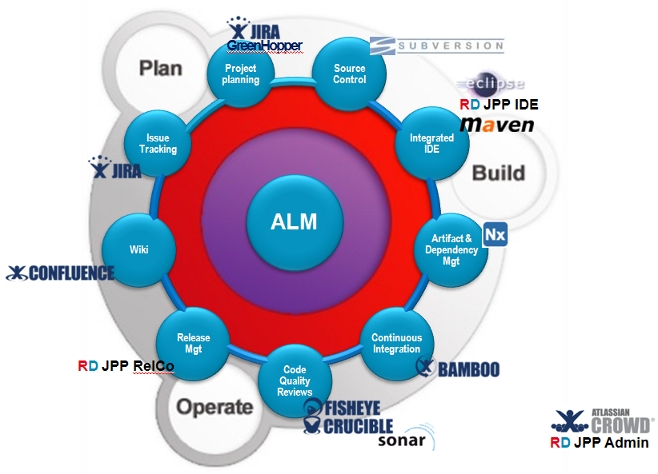 JIRA
GreenHopper
SUBVERSION
Plan
Project
planning
Source
Control
eclipse
RD JPP IDE
maven
Issue
Tracking
Integrated
IDE
JIRA
Build
ALM
Wiki
Artifact &
Dependency
Mgt
Nx
CONFLUENCE
Release
Mgt
Continuous
Integration
RD JPP RelCo
Code
Quality
Reviews
BAMBOO
Operate
FISHEYE
CRUCIBLE
sonar
ATLASSIAN
CROWD
RD JPP Admin